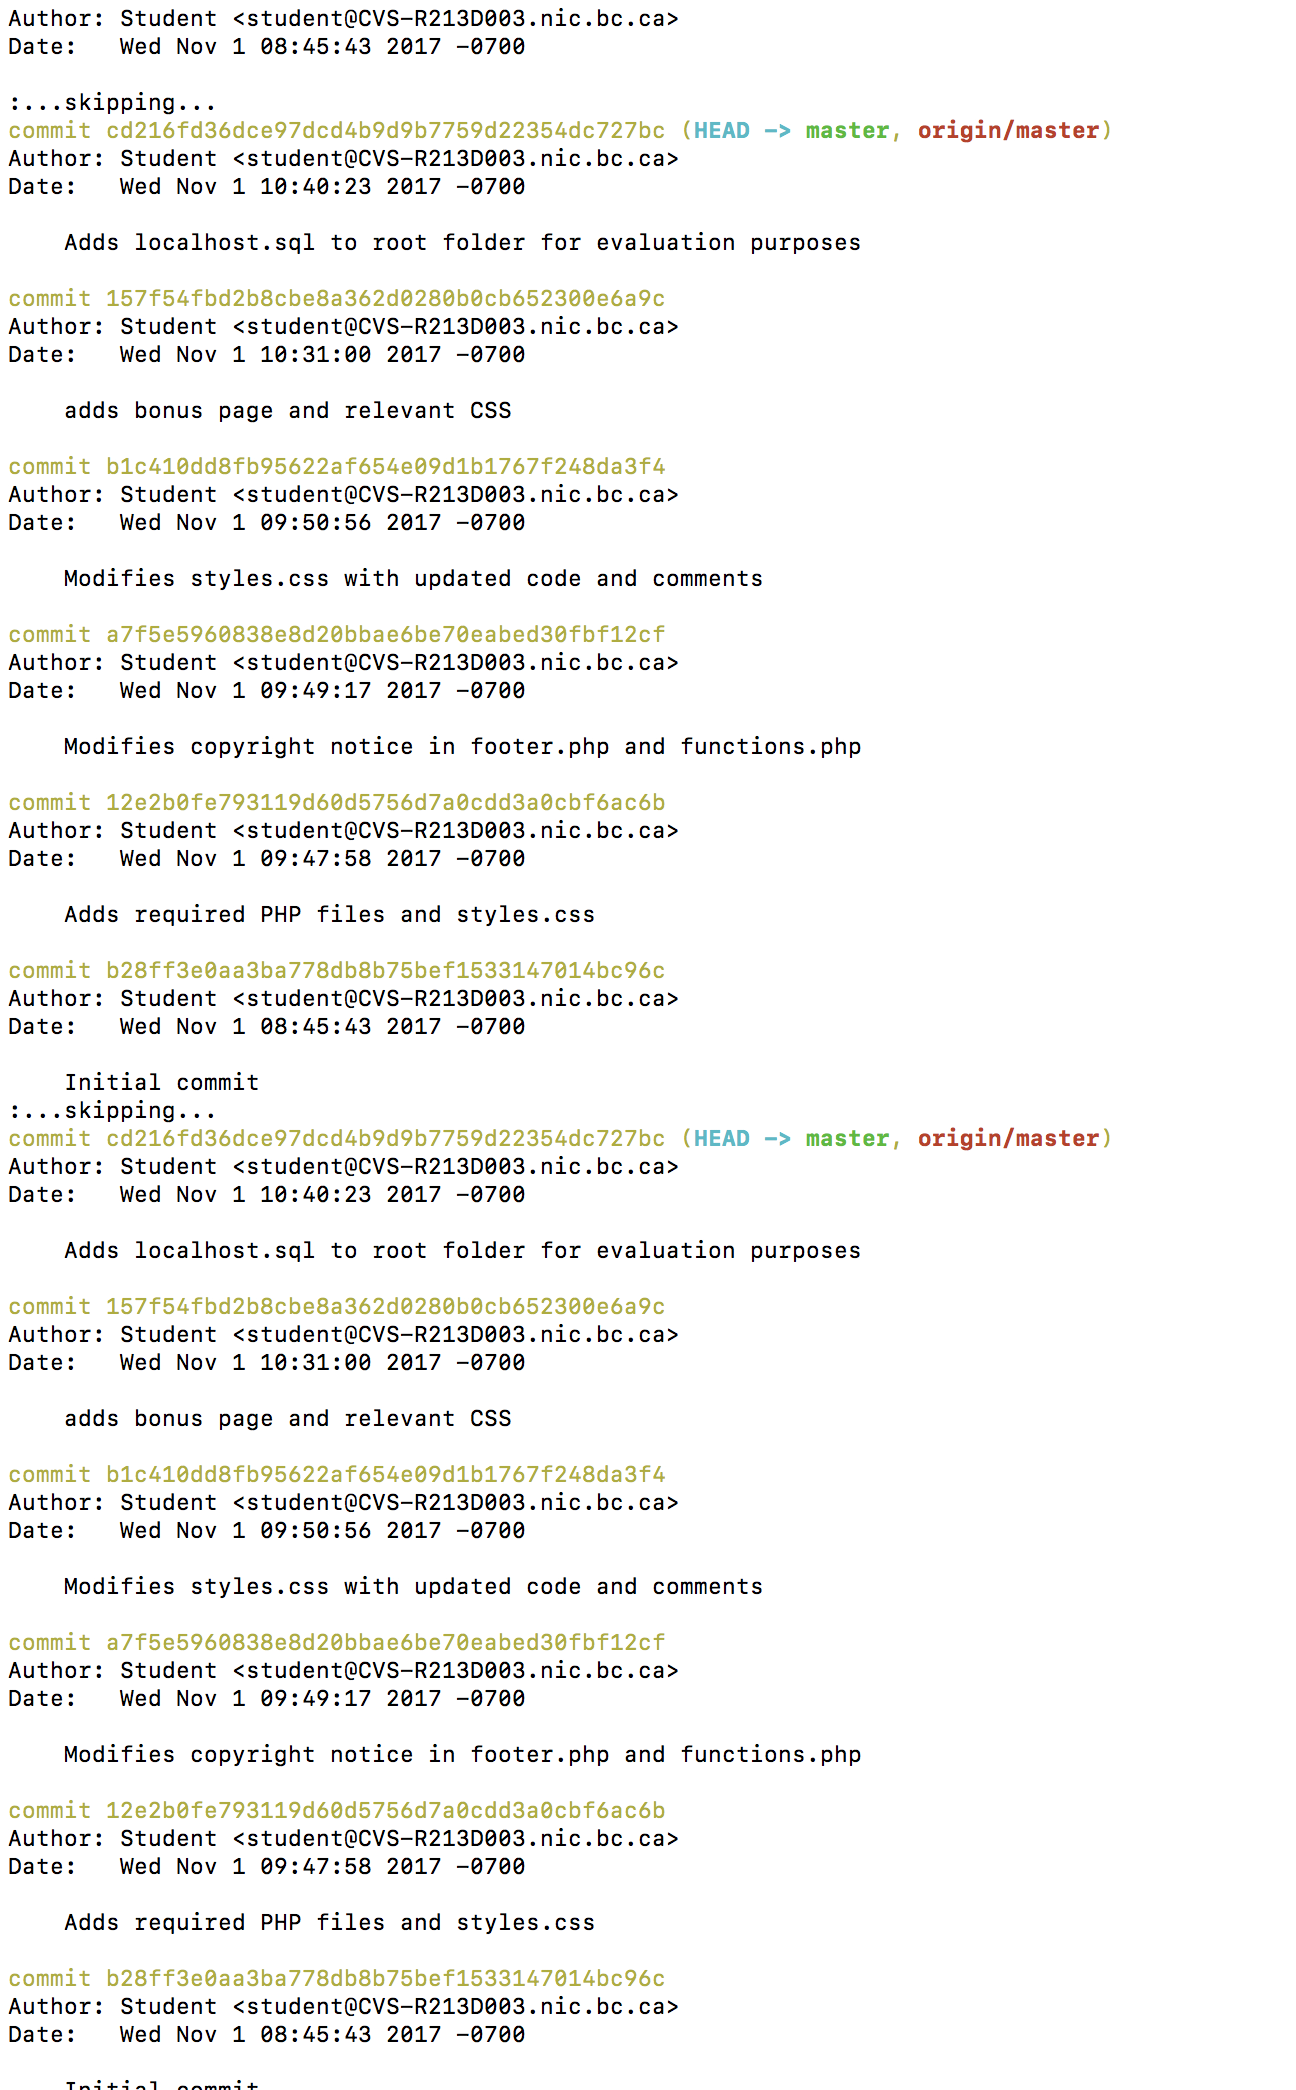 Author: Student <student@CVS-R213D003.nic.bc.ca>
Date:   Wed Nov 1 08:45:43 2017 -0700
:...skipping...
commit cd216fd36dce97dcd4b9d9b7759d22354dc727bc (HEAD -> master, origin/master)
Author: Student <student@CVS-R213D003.nic.bc.ca>
Date:   Wed Nov 1 10:40:23 2017 -0700
Adds localhost.sql to root folder for evaluation purposes
commit 157f54fbd2b8cbe8a362d0280b0cb652300e6a9c
Author: Student <student@CVS-R213D003.nic.bc.ca>
Date:   Wed Nov 1 10:31:00 2017 -0700
adds bonus page and relevant CSS
commit b1c410dd8fb95622af654e09d1b1767f248da3f4
Author: Student <student@CVS-R213D003.nic.bc.ca>
Date:   Wed Nov 1 09:50:56 2017 -0700
Modifies styles.css with updated code and comments
commit a7f5e5960838e8d20bbae6be70eabed30fbf12cf
Author: Student <student@CVS-R213D003.nic.bc.ca>
Date:   Wed Nov 1 09:49:17 2017 -0700
Modifies copyright notice in footer.php and functions.php
commit 12e2b0fe793119d60d5756d7a0cdd3a0cbf6ac6b
Author: Student <student@CVS-R213D003.nic.bc.ca>
Date:   Wed Nov 1 09:47:58 2017 -0700
Adds required PHP files and styles.css
commit b28ff3e0aa3ba778db8b75bef1533147014bc96c
Author: Student <student@CVS-R213D003.nic.bc.ca>
Date:   Wed Nov 1 08:45:43 2017 -0700
Initial commit
:...skipping...
commit cd216fd36dce97dcd4b9d9b7759d22354dc727bc (HEAD -> master, origin/master)
Author: Student <student@CVS-R213D003.nic.bc.ca>
Date:   Wed Nov 1 10:40:23 2017 -0700
Adds localhost.sql to root folder for evaluation purposes
commit 157f54fbd2b8cbe8a362d0280b0cb652300e6a9c
Author: Student <student@CVS-R213D003.nic.bc.ca>
Date:   Wed Nov 1 10:31:00 2017 -0700
adds bonus page and relevant CSS
commit b1c410dd8fb95622af654e09d1b1767f248da3f4
Author: Student <student@CVS-R213D003.nic.bc.ca>
Date:   Wed Nov 1 09:50:56 2017 -0700
Modifies styles.css with updated code and comments
commit a7f5e5960838e8d20bbae6be70eabed30fbf12cf
Author: Student <student@CVS-R213D003.nic.bc.ca>
Date:   Wed Nov 1 09:49:17 2017 -0700
Modifies copyright notice in footer.php and functions.php
commit 12e2b0fe793119d60d5756d7a0cdd3a0cbf6ac6b
Author: Student <student@CVS-R213D003.nic.bc.ca>
Date:   Wed Nov 1 09:47:58 2017 -0700
Adds required PHP files and styles.css
commit b28ff3e0aa3ba778db8b75bef1533147014bc96c
Author: Student <student@CVS-R213D003.nic.bc.ca>
Date:   Wed Nov 1 08:45:43 2017 -0700
Initial commit